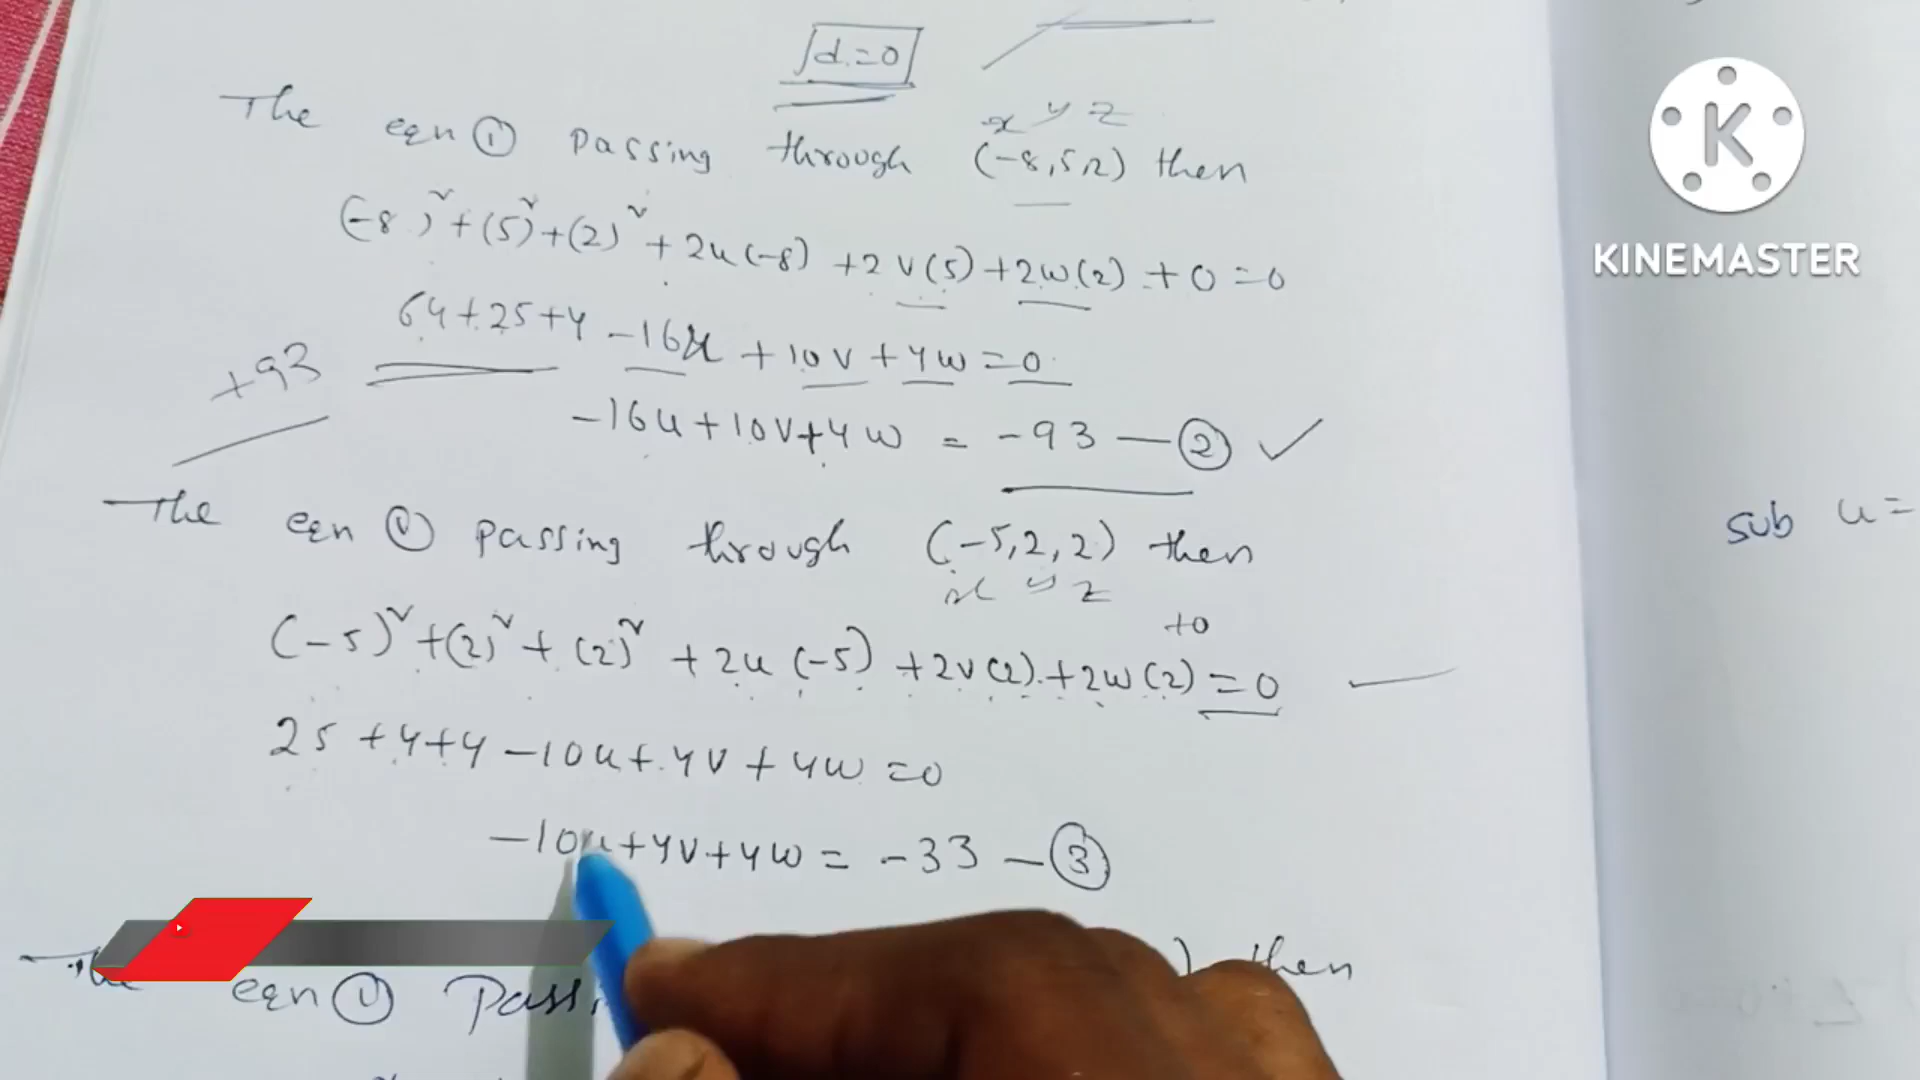 d=0
The eqn ① passing through (-8,5,2) then
x y z
(-8)² + (5)² + (2)² + 2u(-8) + 2v(5) + 2w(2) + 0 = 0
64 + 25 + 4 - 16u + 10v + 4w = 0
+93
-16u + 10v + 4w = -93 — ②
The eqn ① passing through (-5,2,2) then
x y z
+0
(-5)² + (2)² + (2)² + 2u(-5) + 2v(2) + 2w(2) = 0
25 + 4 + 4 - 10u + 4v + 4w = 0
-10u + 4v + 4w = -33 — ③
eqn ① then
sub u =
K
KINEMASTER